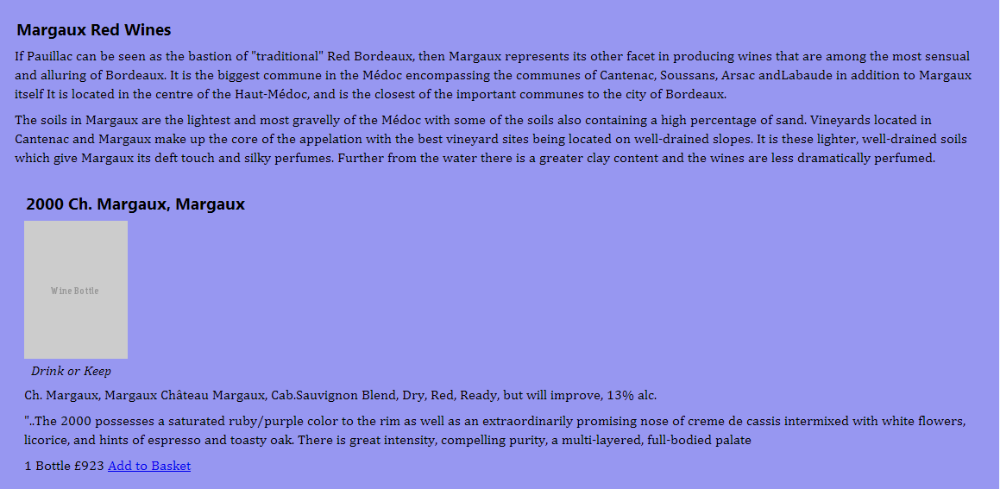 Margaux Red Wines
If Pauillac can be seen as the bastion of "traditional" Red Bordeaux, then Margaux represents its other facet in producing wines that are among the most sensual
and alluring of Bordeaux. It is the biggest commune in the Médoc encompassing the communes of Cantenac, Soussans, Arsac andLabaude in addition to Margaux
itself It is located in the centre of the Haut-Médoc, and is the closest of the important communes to the city of Bordeaux.
The soils in Margaux are the lightest and most gravelly of the Médoc with some of the soils also containing a high percentage of sand. Vineyards located in
Cantenac and Margaux make up the core of the appelation with the best vineyard sites being located on well-drained slopes. It is these lighter, well-drained soils
which give Margaux its deft touch and silky perfumes. Further from the water there is a greater clay content and the wines are less dramatically perfumed.
2000 Ch. Margaux, Margaux
Wine Bottle
Drink or Keep
Ch. Margaux, Margaux Château Margaux, Cab.Sauvignon Blend, Dry, Red, Ready, but will improve, 13% alc.
"..The 2000 possesses a saturated ruby/purple color to the rim as well as an extraordinarily promising nose of creme de cassis intermixed with white flowers,
licorice, and hints of espresso and toasty oak. There is great intensity, compelling purity, a multi-layered, full-bodied palate
1 Bottle £923 Add to Basket